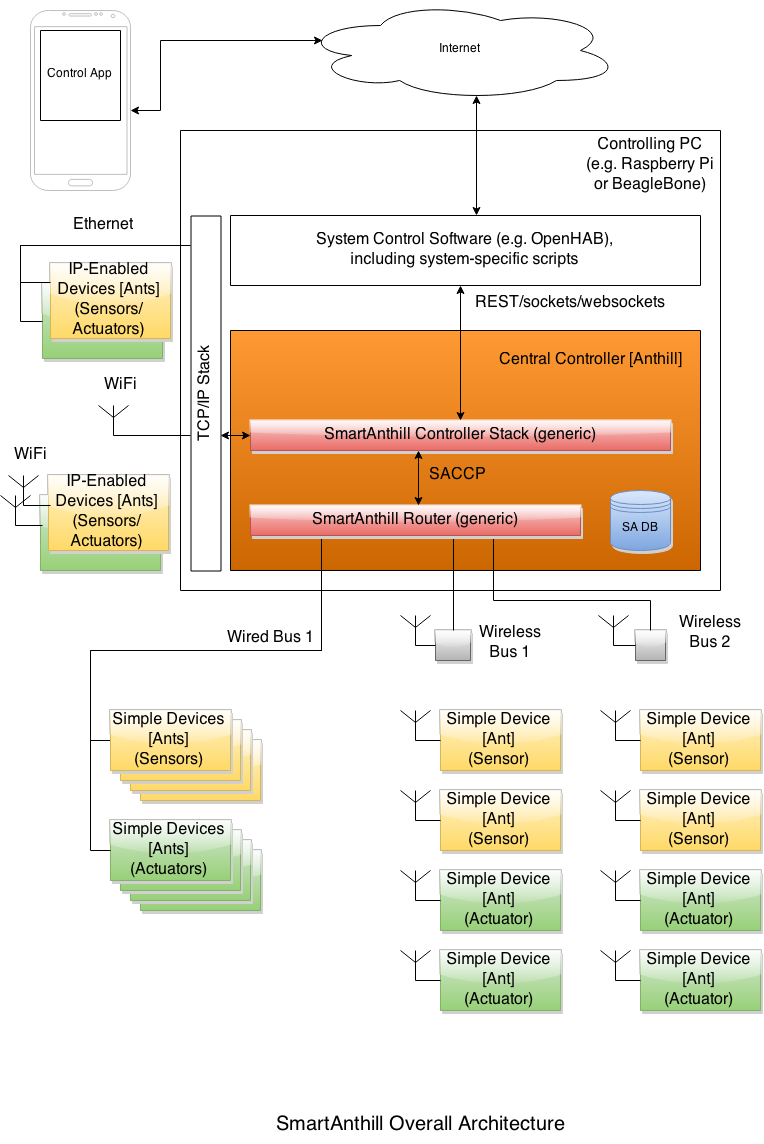 Control App
Internet
Controlling PC
(e.g. Raspberry Pi
or BeagleBone)
Ethernet
System Control Software (e.g. OpenHAB),
including system-specific scripts
IP-Enabled
Devices [Ants]
(Sensors/
Actuators)
REST/sockets/websockets
TCP/IP Stack
Central Controller [Anthill]
WiFi
SmartAnthill Controller Stack (generic)
WiFi
SACCP
IP-Enabled
Devices [Ants]
(Sensors/
Actuators)
SmartAnthill Router (generic)
SA DB
Wired Bus 1
Wireless
Bus 1
Wireless
Bus 2
Simple Devices
[Ants]
(Sensors)
Simple Device
[Ant]
(Sensor)
Simple Device
[Ant]
(Sensor)
Simple Device
[Ant]
(Sensor)
Simple Device
[Ant]
(Sensor)
Simple Devices
[Ants]
(Actuators)
Simple Device
[Ant]
(Actuator)
Simple Device
[Ant]
(Actuator)
Simple Device
[Ant]
(Actuator)
Simple Device
[Ant]
(Actuator)
SmartAnthill Overall Architecture